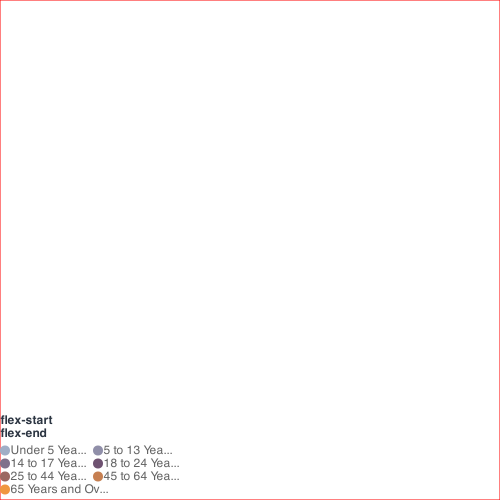 flex-start
flex-end
Under 5 Yea... 5 to 13 Yea...
14 to 17 Yea... 18 to 24 Yea...
25 to 44 Yea... 45 to 64 Yea...
65 Years and Ov...